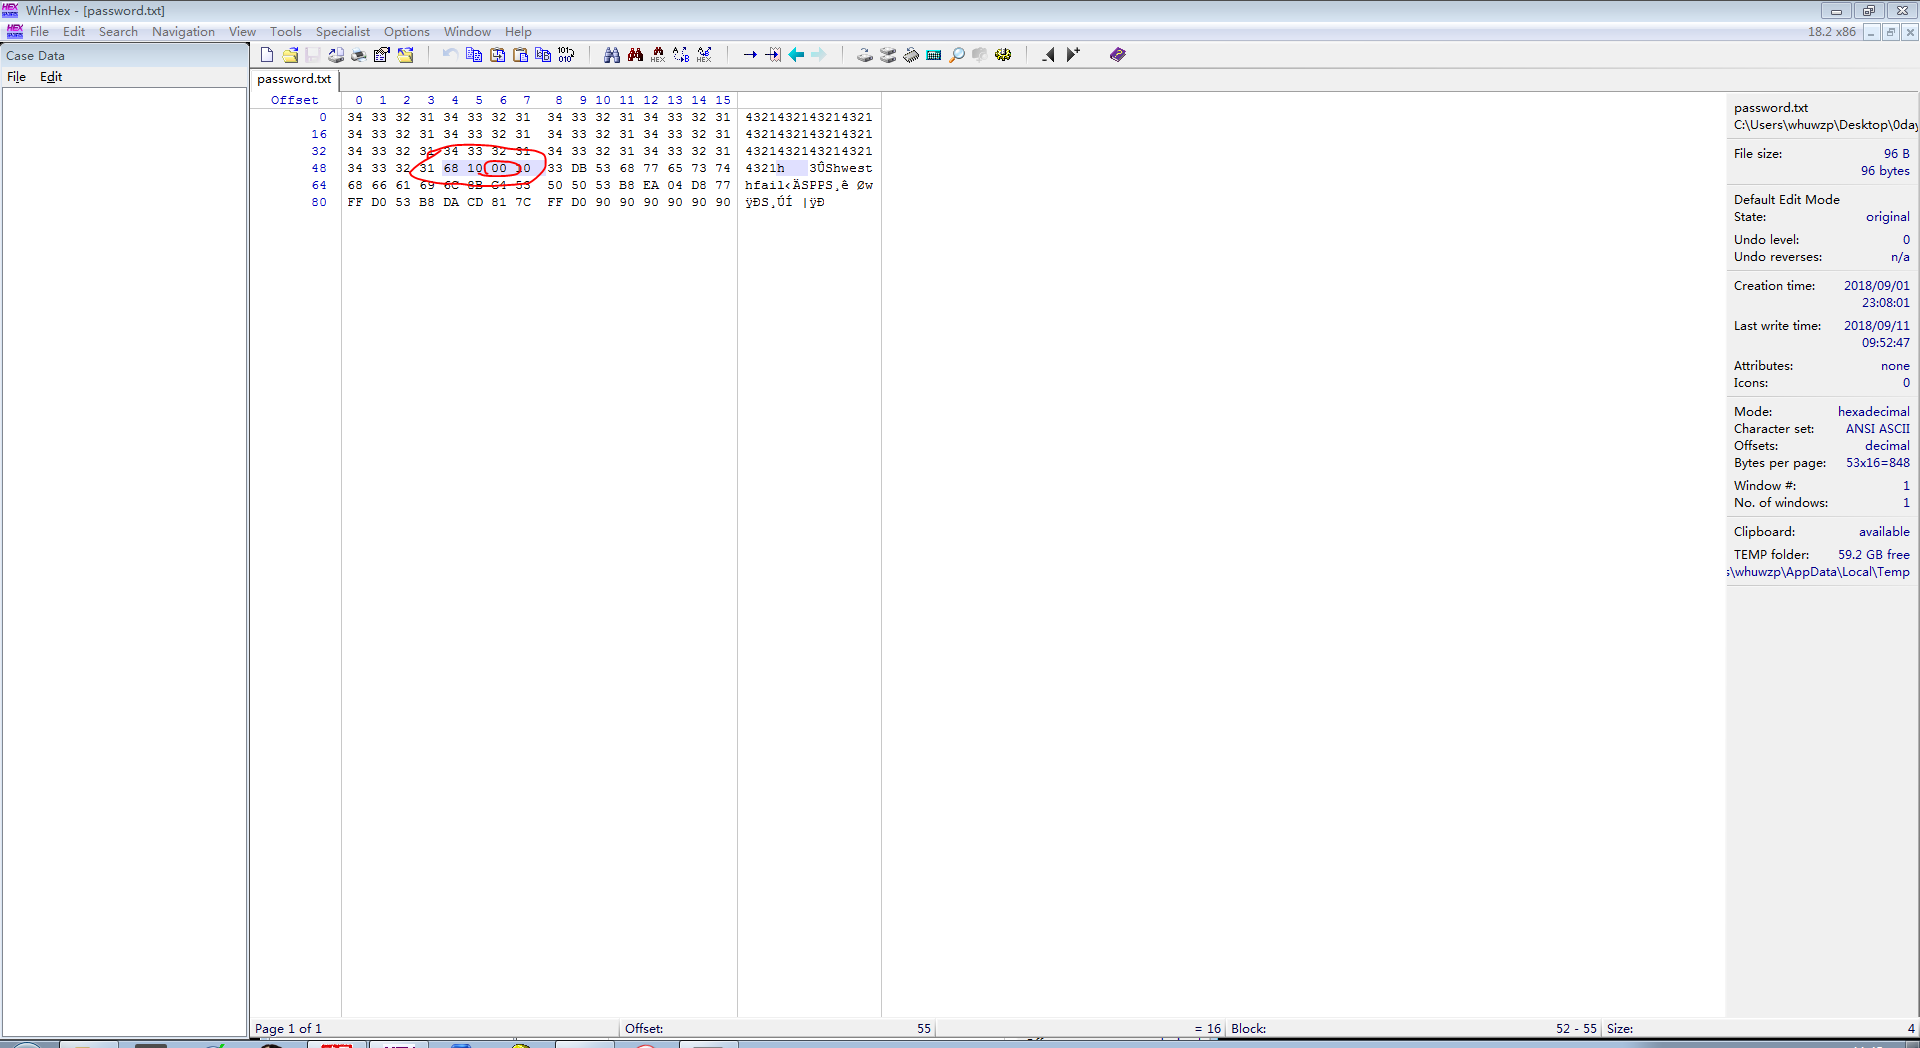 WinHex - [password.txt]
File Edit Search Navigation View Tools Specialist Options Window Help 18.2 x86
Case Data
File Edit
password.txt
Offset 0 1 2 3 4 5 6 7 8 9 10 11 12 13 14 15
0 34 33 32 31 34 33 32 31 34 33 32 31 34 33 32 31 4321432143214321
16 34 33 32 31 34 33 32 31 34 33 32 31 34 33 32 31 4321432143214321
32 34 33 32 31 34 33 32 31 34 33 32 31 34 33 32 31 4321432143214321
48 34 33 32 31 68 10 00 10 33 DB 53 68 77 65 73 74 4321h 3ÛShwest
64 68 66 61 69 6C 8B C4 53 50 50 53 B8 EA 04 D8 77 hfail‹ÄSPPS¸ê Øw
80 FF D0 53 B8 DA CD 81 7C FF D0 90 90 90 90 90 90 ÿÐS¸ÚÍ |ÿÐ
password.txt
C:\Users\whuwzp\Desktop\0day
File size: 96 B
96 bytes
Default Edit Mode
State: original
Undo level: 0
Undo reverses: n/a
Creation time: 2018/09/01
23:08:01
Last write time: 2018/09/11
09:52:47
Attributes: none
Icons: 0
Mode: hexadecimal
Character set: ANSI ASCII
Offsets: decimal
Bytes per page: 53x16=848
Window #: 1
No. of windows: 1
Clipboard: available
TEMP folder: 59.2 GB free
s\whuwzp\AppData\Local\Temp
Page 1 of 1 Offset: 55 = 16 Block: 52 - 55 Size: 4